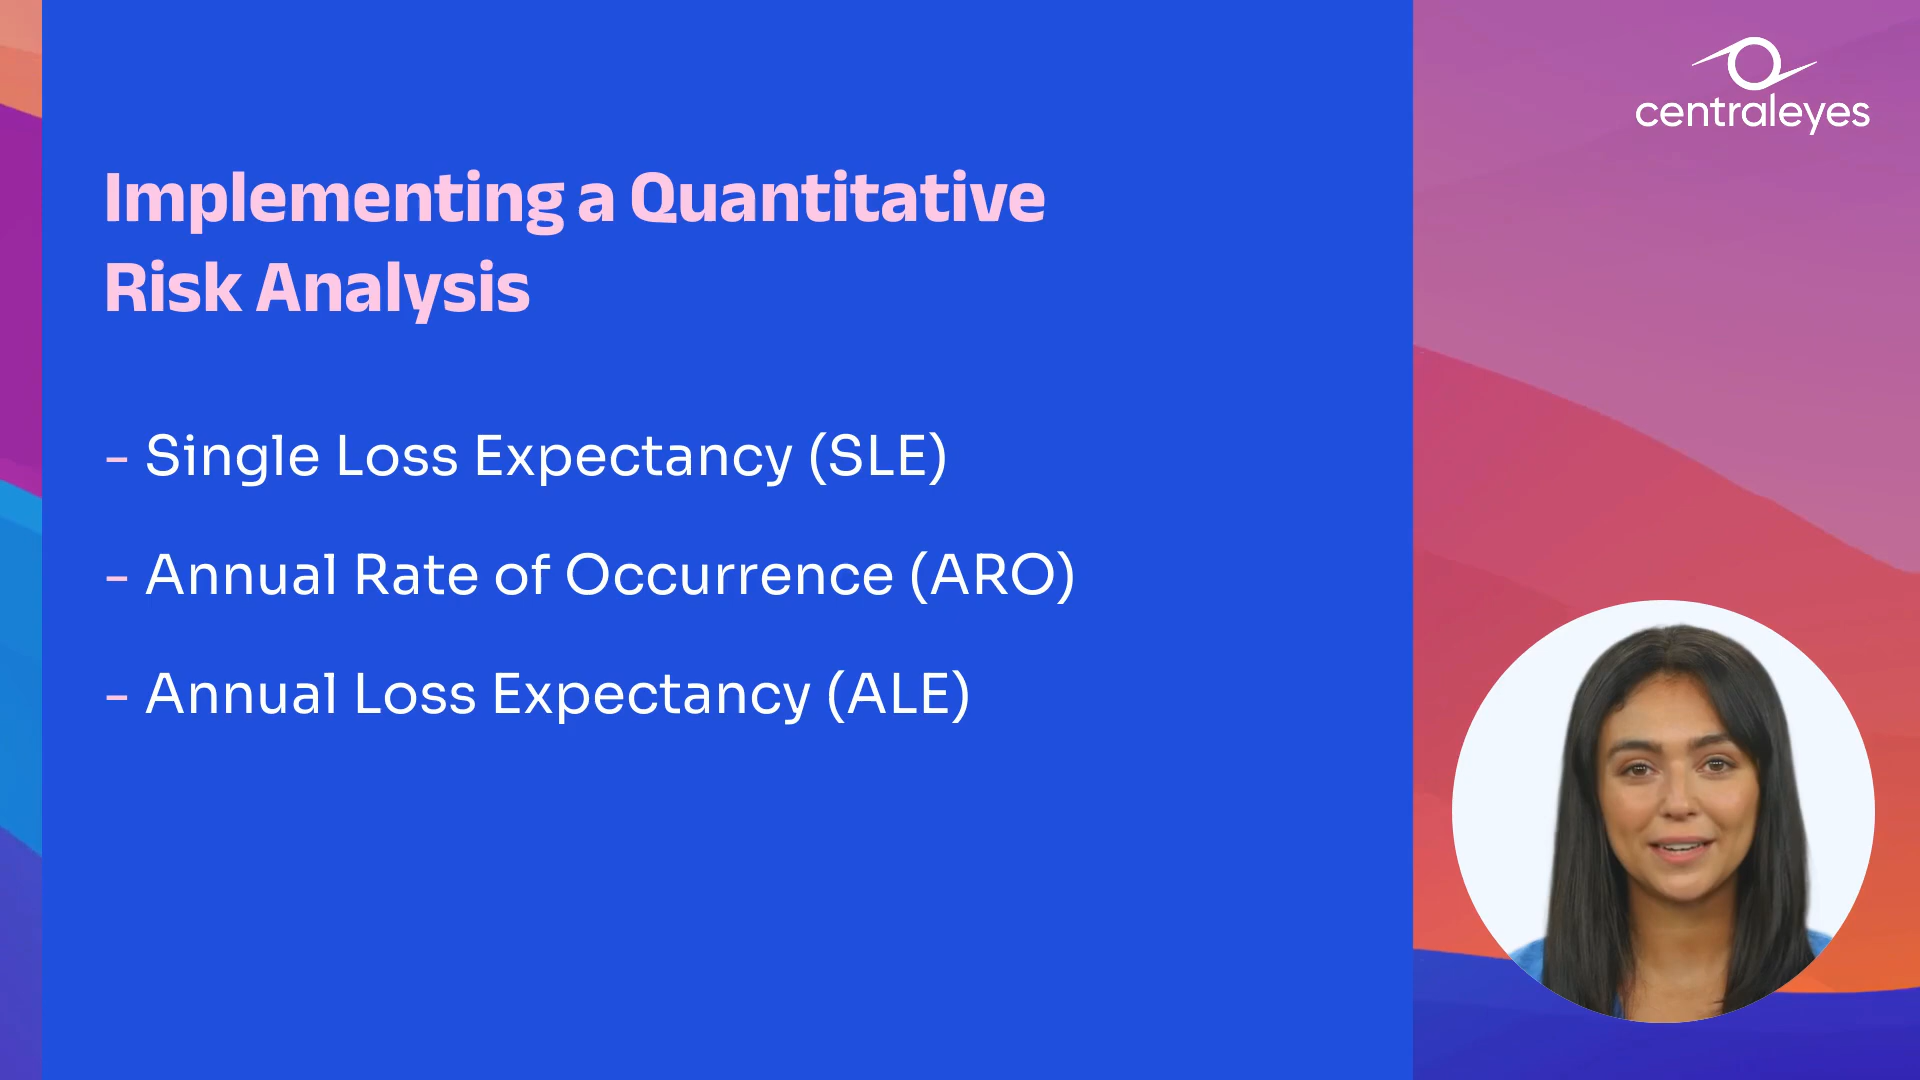 centraleyes
Implementing a Quantitative
Risk Analysis
- Single Loss Expectancy (SLE)
- Annual Rate of Occurrence (ARO)
- Annual Loss Expectancy (ALE)